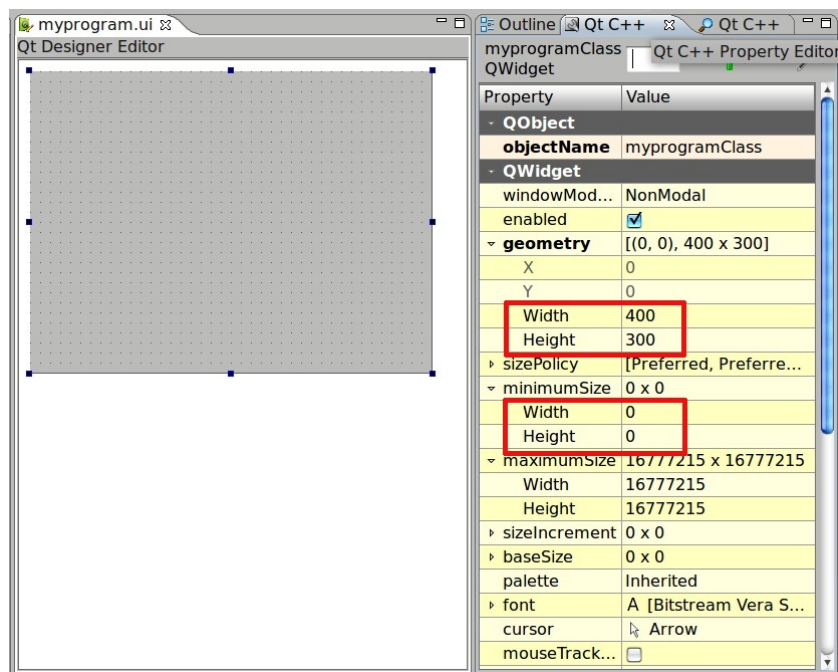 myprogram.ui
Qt Designer Editor
Outline Qt C++ Qt C++
myprogramClass
QWidget
Qt C++ Property Editor
Property Value
QObject
objectName myprogramClass
QWidget
windowMod... NonModal
enabled
geometry [(0, 0), 400 x 300]
X 0
Y 0
Width 400
Height 300
sizePolicy [Preferred, Preferre...
minimumSize 0 x 0
Width 0
Height 0
maximumSize 16777215 x 16777215
Width 16777215
Height 16777215
sizeIncrement 0 x 0
baseSize 0 x 0
palette Inherited
font A [Bitstream Vera S...
cursor Arrow
mouseTrack...